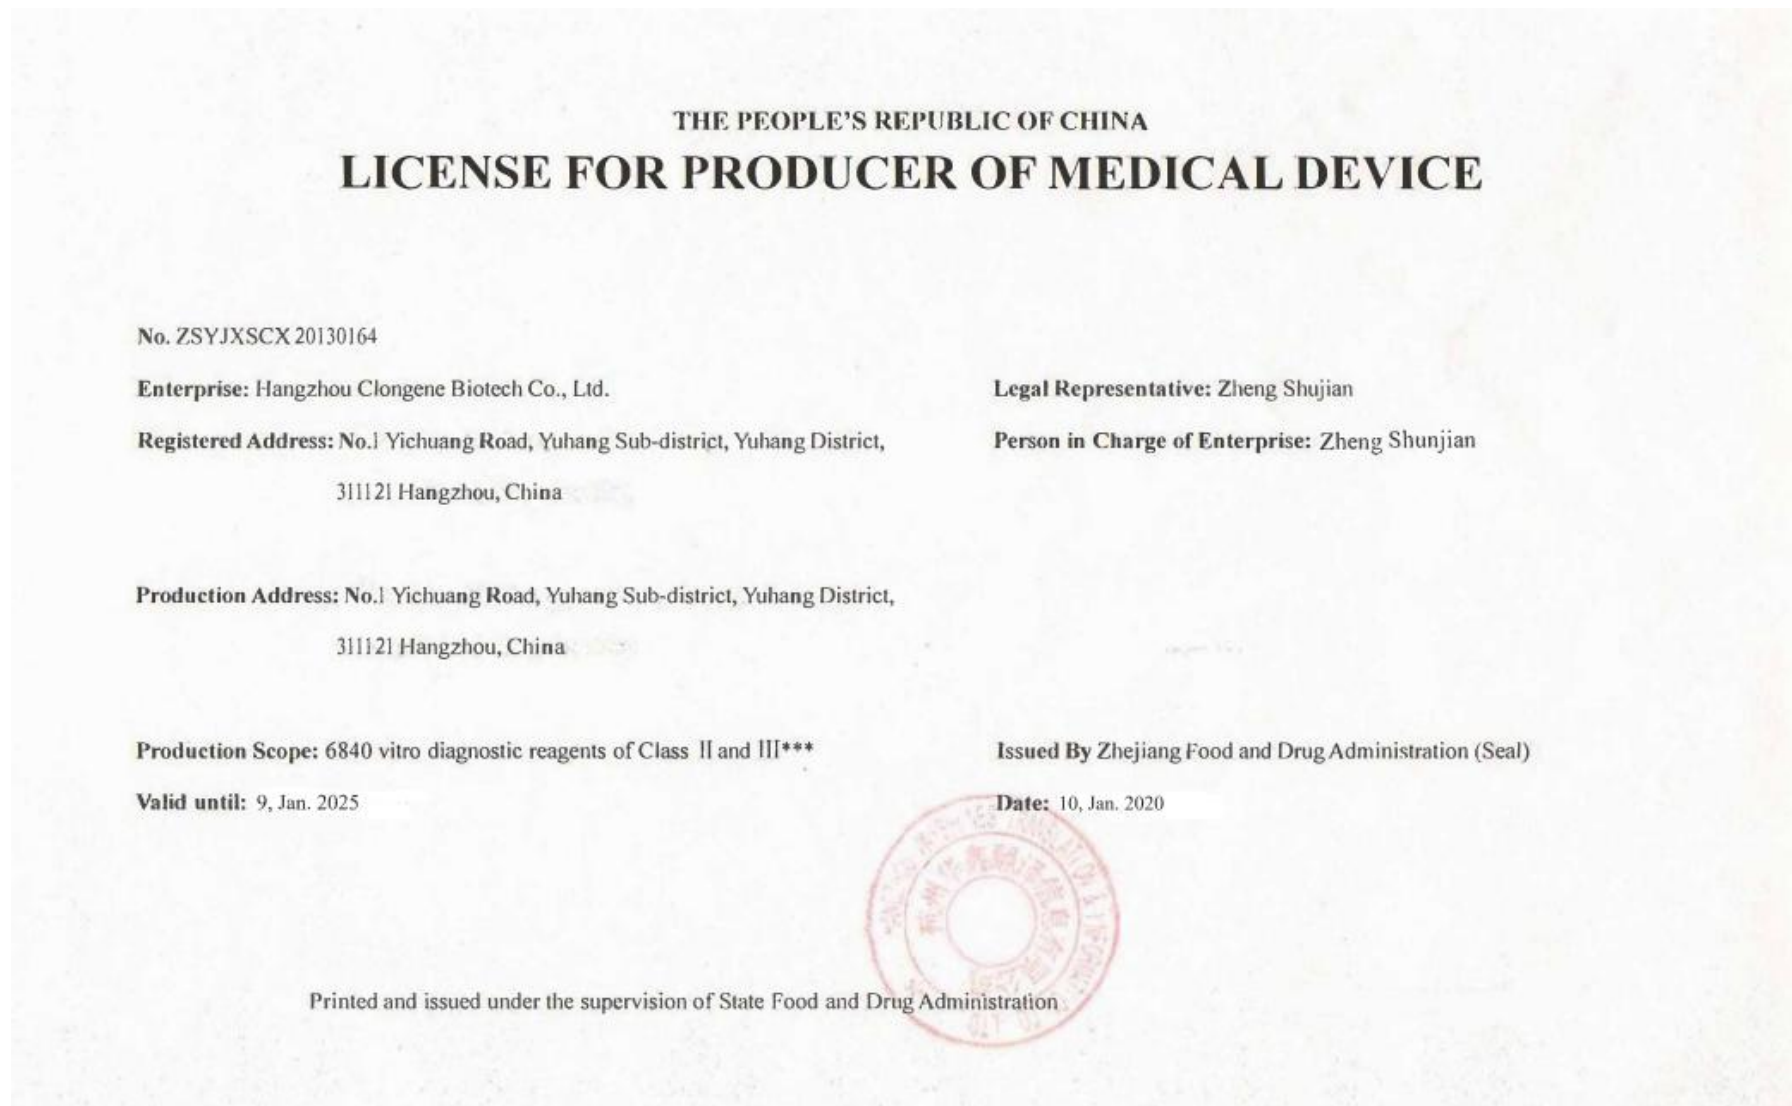 THE PEOPLE'S REPUBLIC OF CHINA
LICENSE FOR PRODUCER OF MEDICAL DEVICE
No. ZSYJXSCX 20130164
Enterprise: Hangzhou Clongene Biotech Co., Ltd.
Legal Representative: Zheng Shujian
Registered Address: No.1 Yichuang Road, Yuhang Sub-district, Yuhang District,
Person in Charge of Enterprise: Zheng Shunjian
311121 Hangzhou, China
Production Address: No.1 Yichuang Road, Yuhang Sub-district, Yuhang District,
311121 Hangzhou, China
Production Scope: 6840 vitro diagnostic reagents of Class II and III***
Issued By Zhejiang Food and Drug Administration (Seal)
Valid until: 9, Jan. 2025
Date: 10, Jan. 2020
TRANSLATION &
杭州华
Printed and issued under the supervision of State Food and Drug Administration